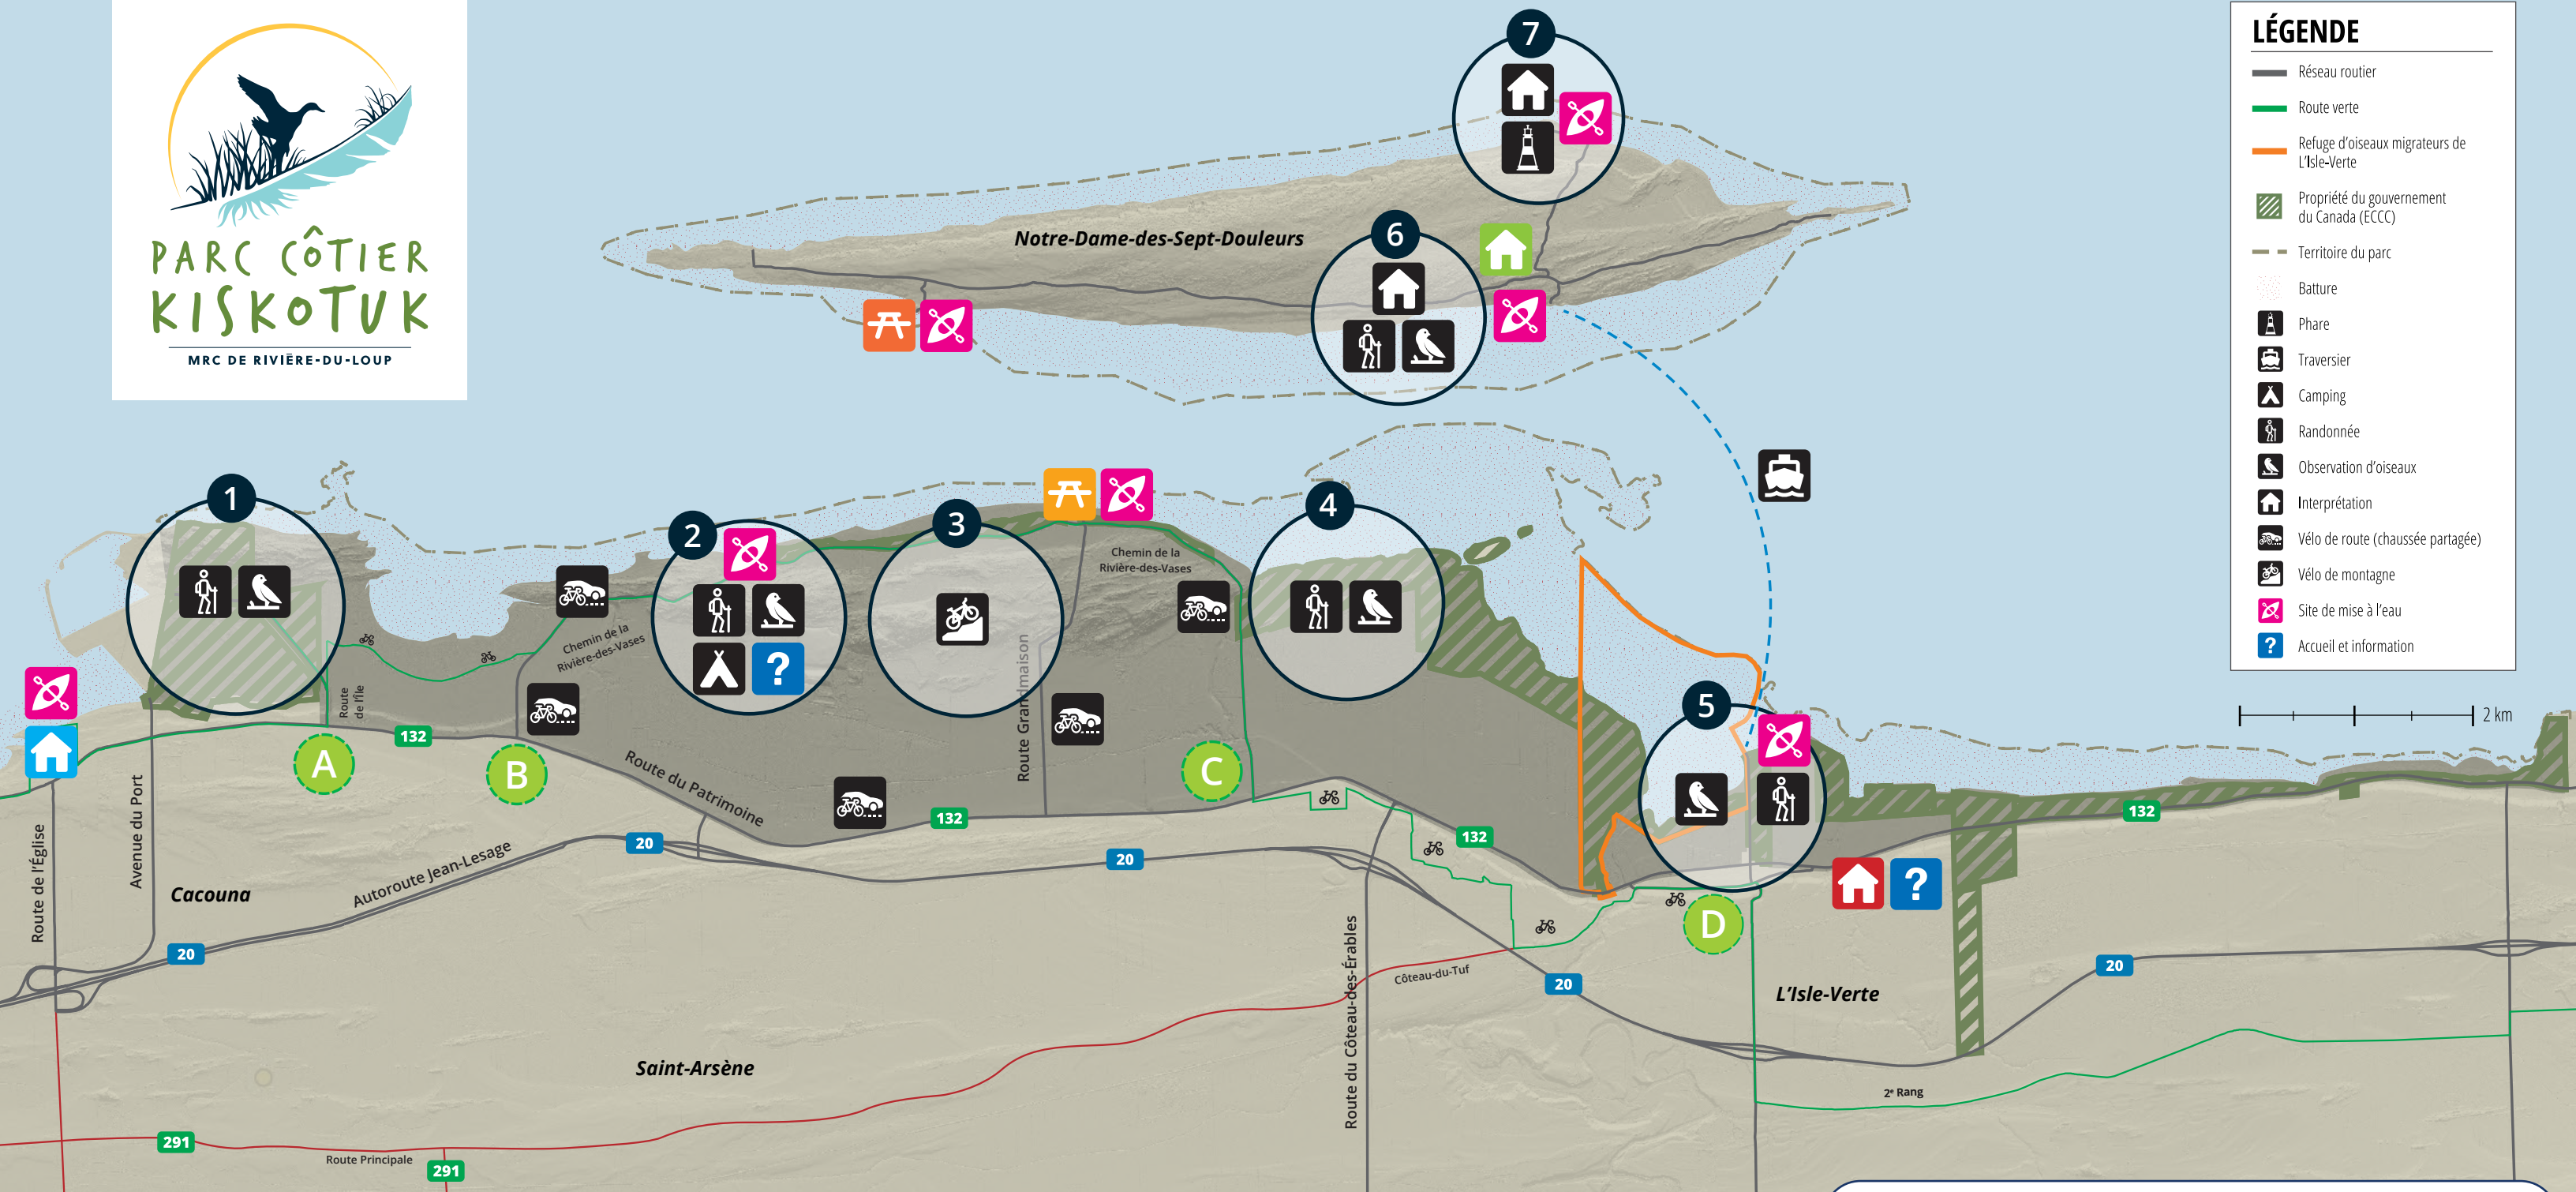 PARC CÔTIER
KISKOTUK
MRC DE RIVIÈRE-DU-LOUP
7
Notre-Dame-des-Sept-Douleurs
6
1
2
3
4
5
Chemin de la
Rivière-des-Vases
Chemin de la
Rivière-des-Vases
Route
de l'Île
132
A
B
C
D
Route du Patrimoine
Route Grandmaison
132
132
132
Avenue du Port
Route de l'Église
Cacouna
Autoroute Jean-Lesage
20
20
20
20
20
Route du Côteau-des-Érables
Côteau-du-Tuf
L'Isle-Verte
Saint-Arsène
2e Rang
291
Route Principale
291
?
?
LÉGENDE
Réseau routier
Route verte
Refuge d'oiseaux migrateurs de
L'Isle-Verte
Propriété du gouvernement
du Canada (ECCC)
Territoire du parc
Batture
Phare
Traversier
Camping
Randonnée
Observation d'oiseaux
Interprétation
Vélo de route (chaussée partagée)
Vélo de montagne
Site de mise à l'eau
? Accueil et information
2 km